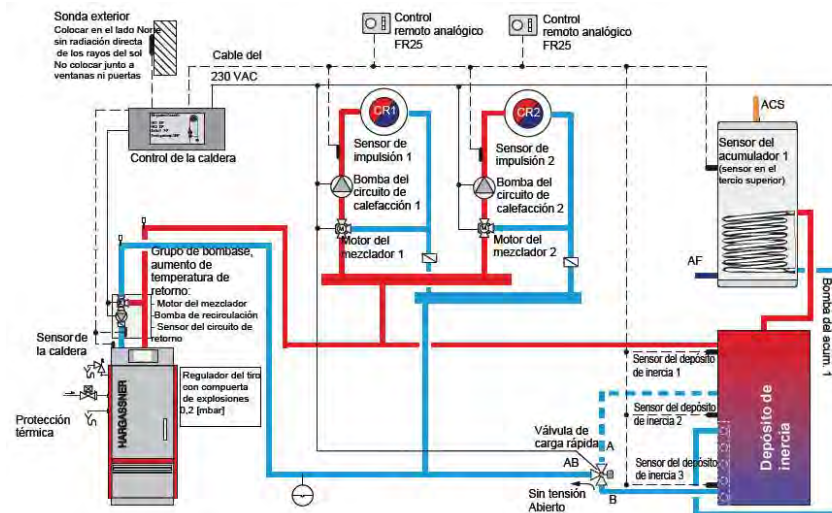 Sonda exterior
Colocar en el lado Norte
sin radiación directa
de los rayos del sol
No colocar junto a
ventanas ni puertas
Cable del
230 VAC
Control
remoto analógico
FR25
Control
remoto analógico
FR25
Control de la caldera
CR1
Sensor de
impulsión 1
Bomba del
circuito de
calefacción 1
M
Motor del
mezclador 1
CR2
Sensor de
impulsión 2
Bomba del
circuito de
calefacción 2
M
Motor del
mezclador 2
ACS
Sensor del
acumulador 1
(sensor en el
tercio superior)
AF
Bomba del acum. 1
Grupo de bombase,
aumento de
temperatura de
retorno:
Motor del mezclador
Bomba de recirculación
Sensor del circuito de
retorno
Sensor de
la caldera
Protección
térmica
HARGASSNER
Regulador del tiro
con compuerta
de explosiones
0,2 [mbar]
Sensor del depósito
de inercia 1
Sensor del depósito
de inercia 2
Sensor del depósito
de inercia 3
Depósito de
inercia
Válvula de
carga rápida
A
AB
B
Sin tensión
Abierto